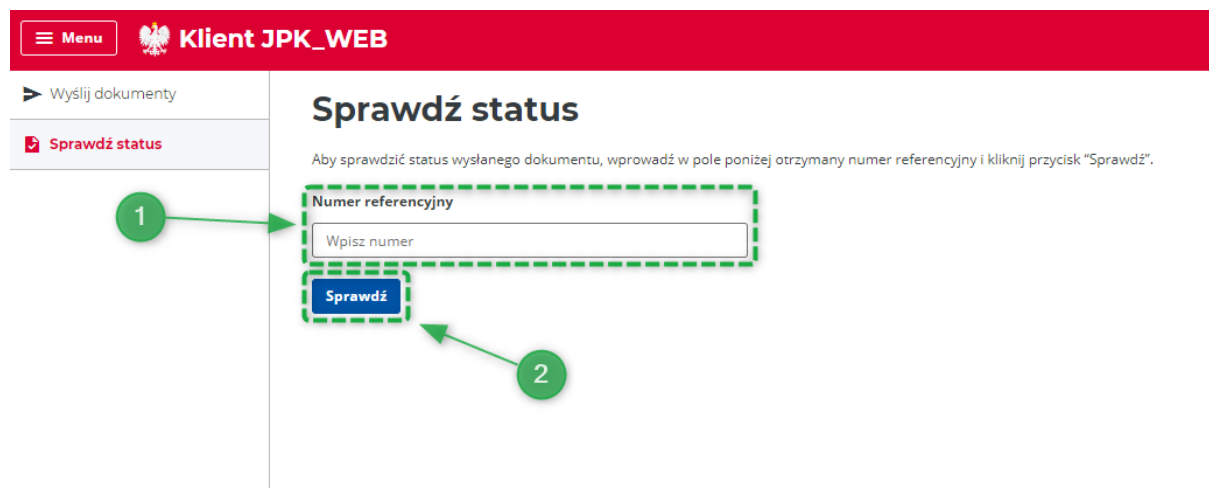 Menu
Klient JPK_WEB
Wyślij dokumenty
Sprawdź status
Sprawdź status
Aby sprawdzić status wysłanego dokumentu, wprowadź w pole poniżej otrzymany numer referencyjny i kliknij przycisk “Sprawdź”.
1
Numer referencyjny
Wpisz numer
Sprawdź
2